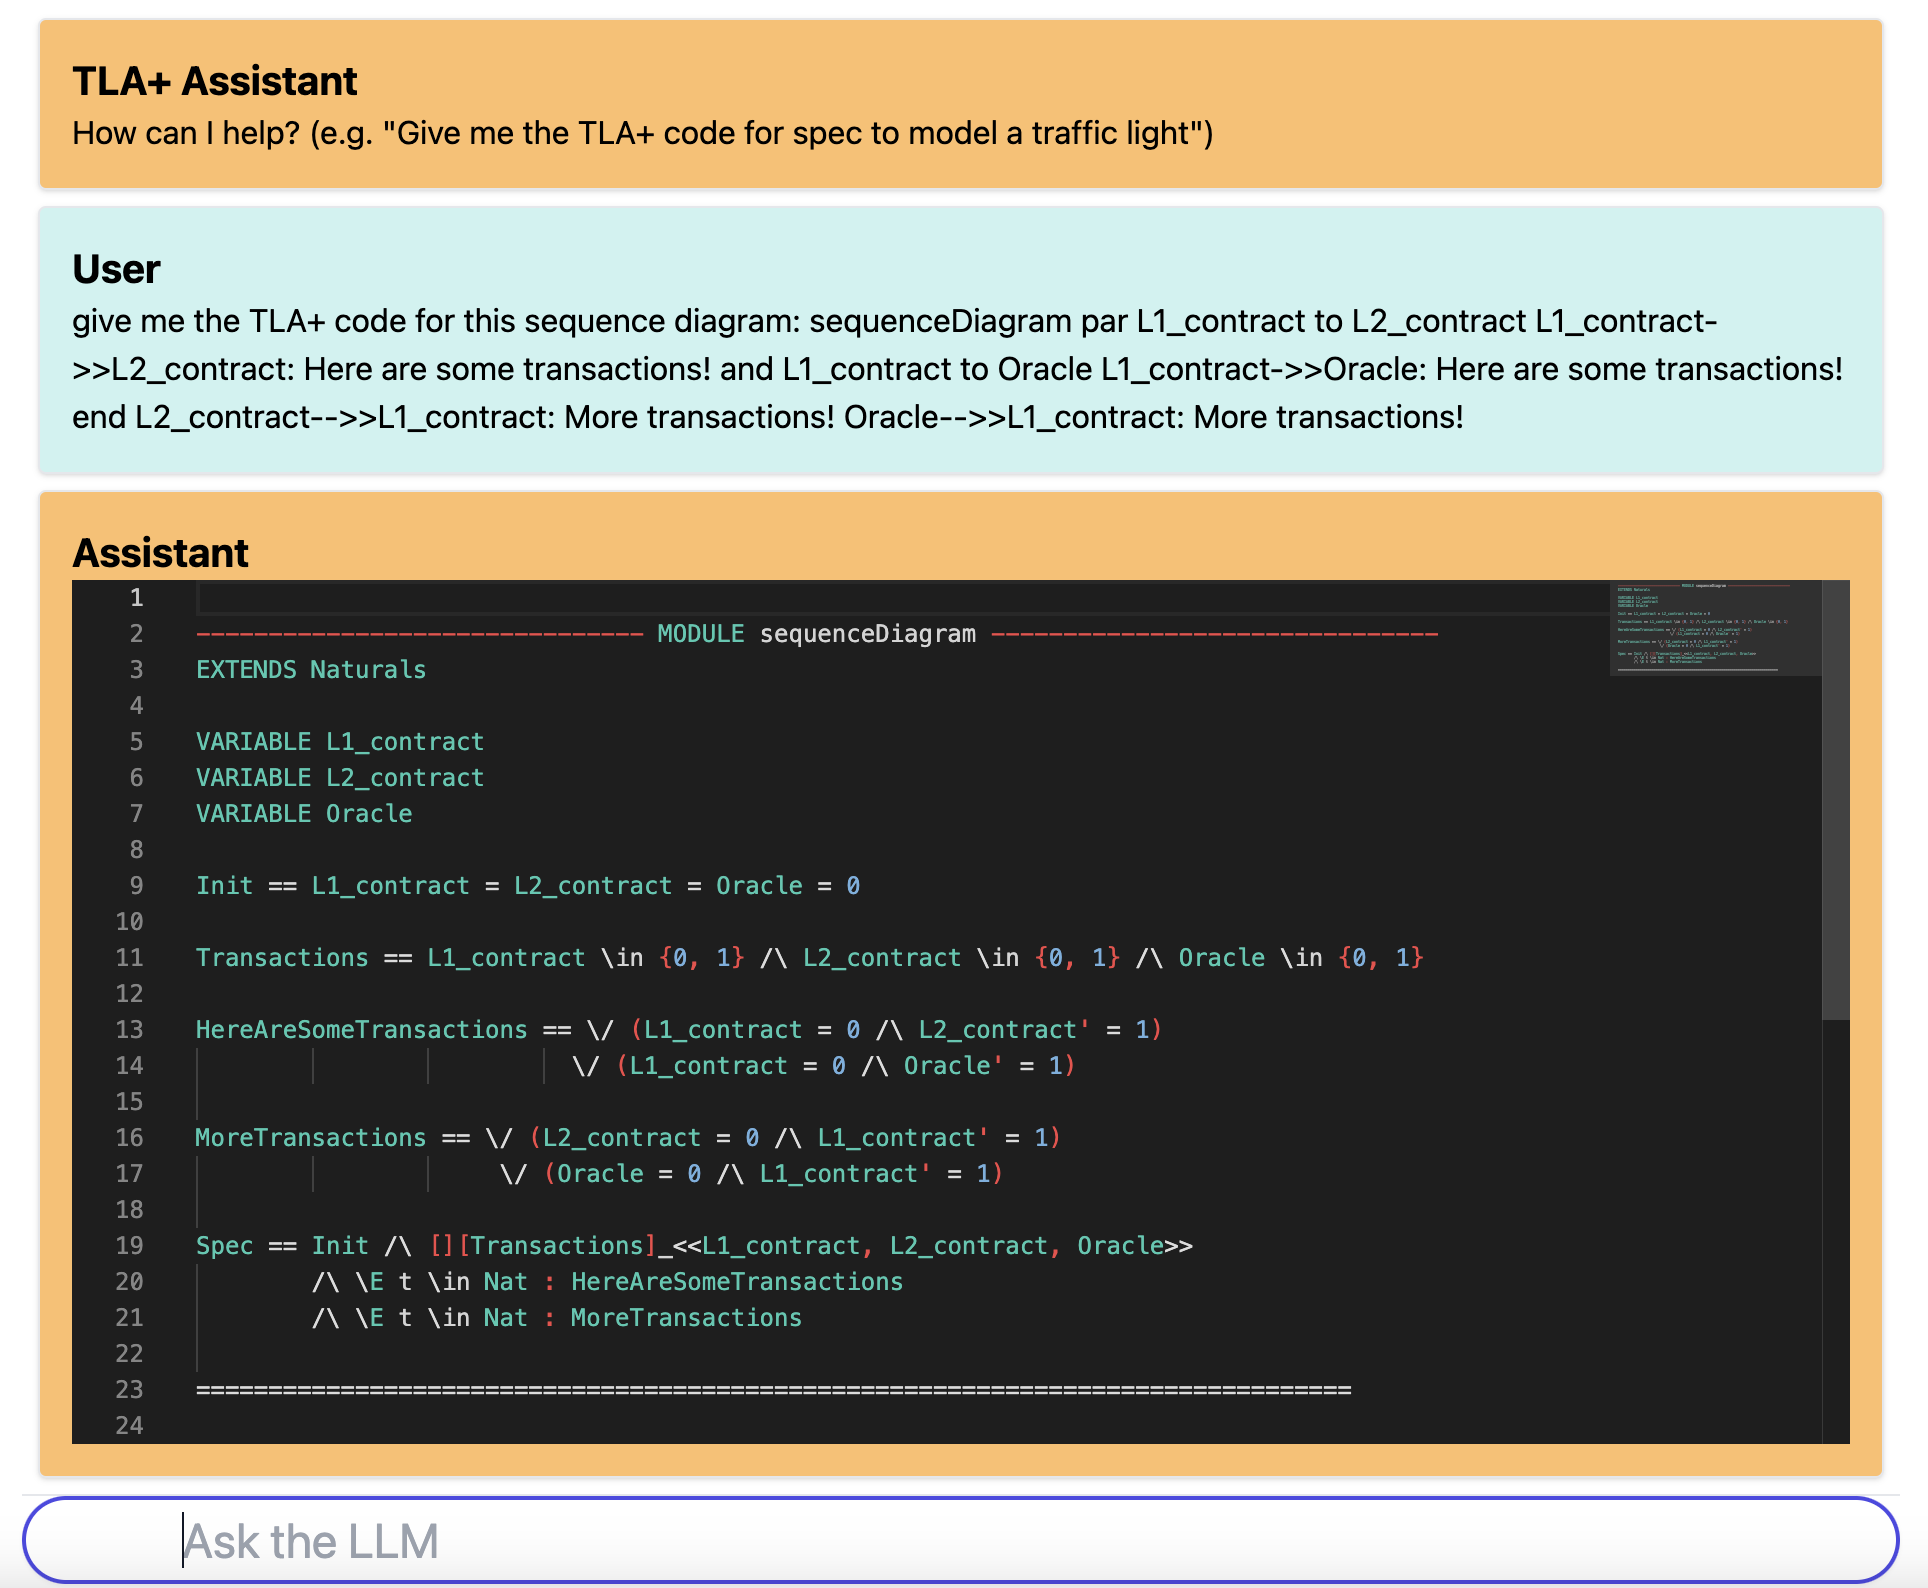 TLA+ Assistant
How can I help? (e.g. "Give me the TLA+ code for spec to model a traffic light")
User
give me the TLA+ code for this sequence diagram: sequenceDiagram par L1_contract to L2_contract L1_contract-
>>L2_contract: Here are some transactions! and L1_contract to Oracle L1_contract->>Oracle: Here are some transactions!
end L2_contract-->>L1_contract: More transactions! Oracle-->>L1_contract: More transactions!
Assistant
1
2 ------------------------------- MODULE sequenceDiagram -------------------------------
3 EXTENDS Naturals
4
5 VARIABLE L1_contract
6 VARIABLE L2_contract
7 VARIABLE Oracle
8
9 Init == L1_contract = L2_contract = Oracle = 0
10
11 Transactions == L1_contract \in {0, 1} /\ L2_contract \in {0, 1} /\ Oracle \in {0, 1}
12
13 HereAreSomeTransactions == \/ (L1_contract = 0 /\ L2_contract' = 1)
14 \/ (L1_contract = 0 /\ Oracle' = 1)
15
16 MoreTransactions == \/ (L2_contract = 0 /\ L1_contract' = 1)
17 \/ (Oracle = 0 /\ L1_contract' = 1)
18
19 Spec == Init /\ [][Transactions]_<<L1_contract, L2_contract, Oracle>>
20 /\ \E t \in Nat : HereAreSomeTransactions
21 /\ \E t \in Nat : MoreTransactions
22
23 ================================================================================
24
Ask the LLM